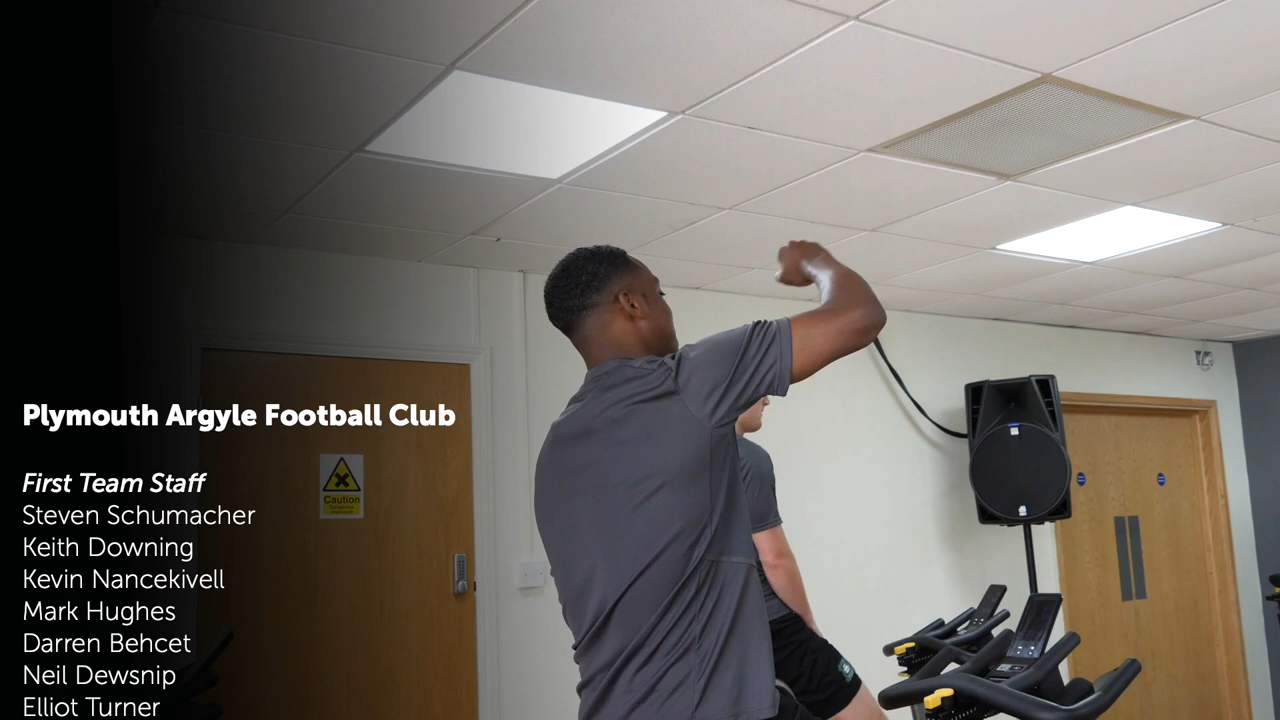 Plymouth Argyle Football Club
First Team Staff
Steven Schumacher
Keith Downing
Kevin Nancekivell
Mark Hughes
Darren Behcet
Neil Dewsnip
Elliot Turner
Caution